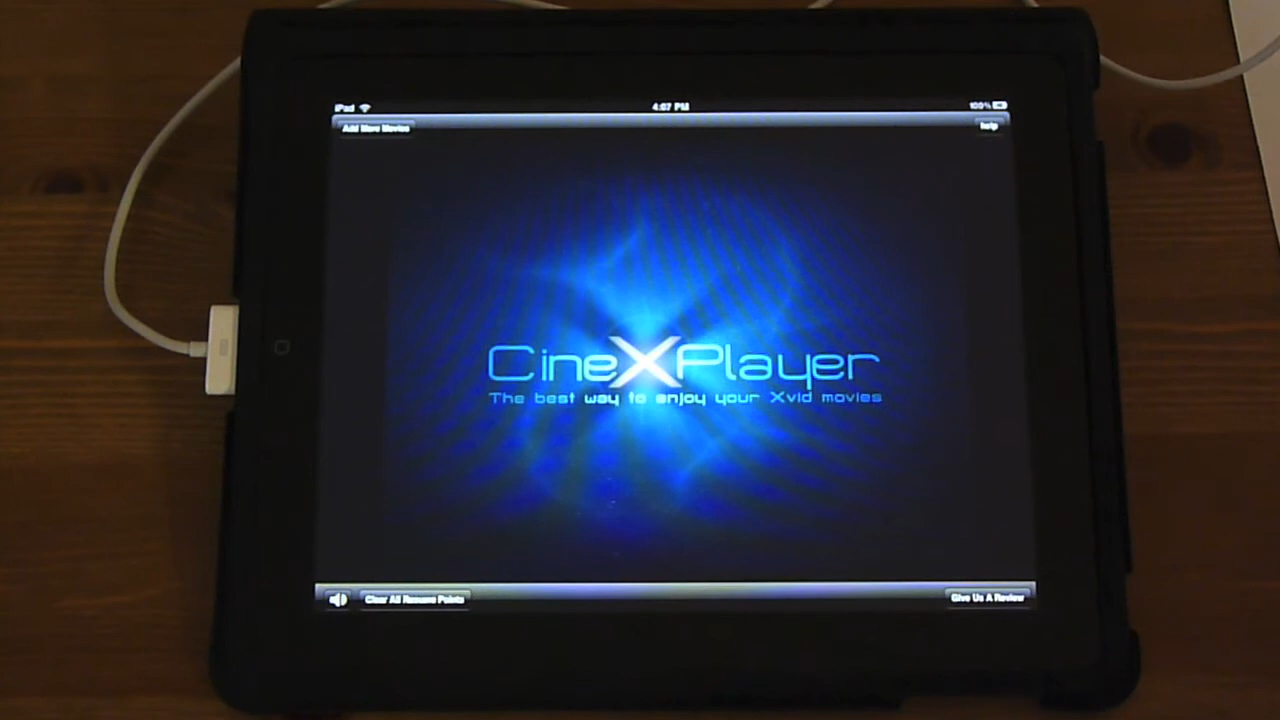 iPad 4:07 PM 100%
Add More Movies help
CineXPlayer
The best way to enjoy your Xvid movies
Clear All Resume Points Give Us A Review